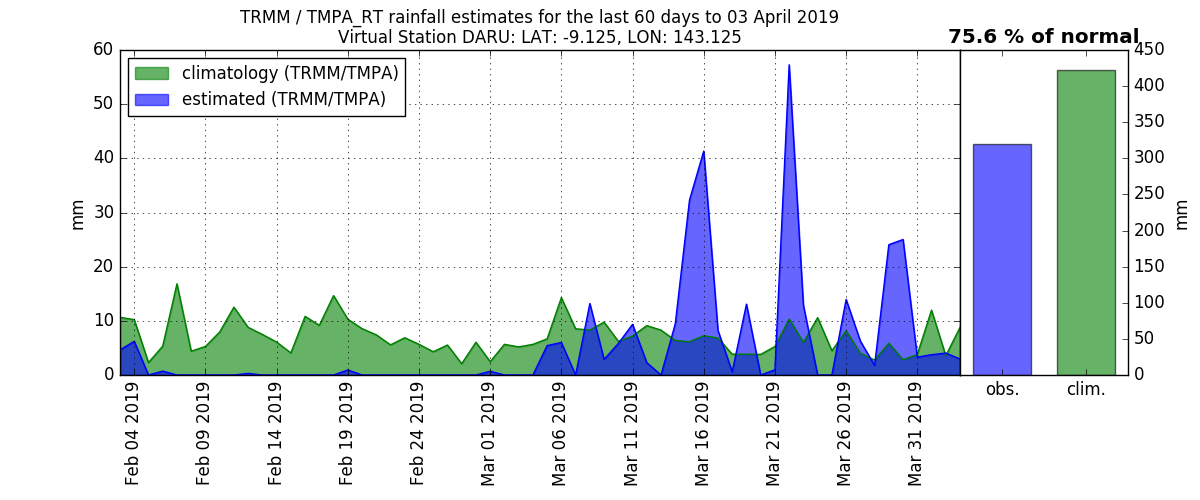 TRMM / TMPA_RT rainfall estimates for the last 60 days to 03 April 2019
Virtual Station DARU: LAT: -9.125, LON: 143.125
75.6 % of normal
climatology (TRMM/TMPA)
estimated (TRMM/TMPA)
60
50
40
30
20
10
0
mm
Feb 04 2019
Feb 09 2019
Feb 14 2019
Feb 19 2019
Feb 24 2019
Mar 01 2019
Mar 06 2019
Mar 11 2019
Mar 16 2019
Mar 21 2019
Mar 26 2019
Mar 31 2019
obs.
clim.
450
400
350
300
250
200
150
100
50
0
mm